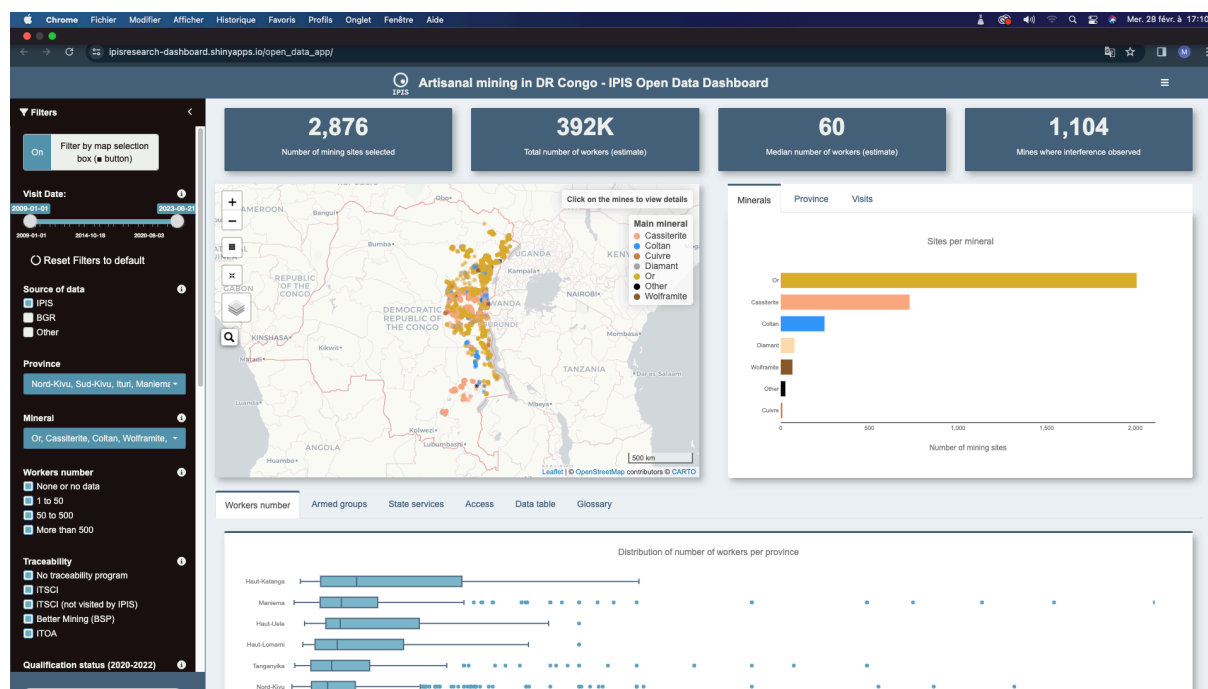 Chrome Fichier Modifier Afficher Historique Favoris Profils Onglet Fenêtre Aide Mer. 28 févr. à 17:10
ipisresearch-dashboard.shinyapps.io/open_data_app/
IPIS Artisanal mining in DR Congo - IPIS Open Data Dashboard
Filters
On Filter by map selection
box (■ button)
Visit Date:
2009-01-01 2023-06-21
2009-01-01 2014-10-18 2020-06-03
Reset Filters to default
Source of data
IPIS
BGR
Other
Province
Nord-Kivu, Sud-Kivu, Ituri, Maniema
Mineral
Or, Cassiterite, Coltan, Wolframite,
Workers number
None or no data
1 to 50
50 to 500
More than 500
Traceability
No traceability program
iTSCI
iTSCI (not visited by IPIS)
Better Mining (BSP)
ITOA
Qualification status (2020-2022)
2,876
Number of mining sites selected
392K
Total number of workers (estimate)
60
Median number of workers (estimate)
1,104
Mines where interference observed
+
−
Click on the mines to view details
Main mineral
Cassiterite
Coltan
Cuivre
Diamant
Or
Other
Wolframite
CAMEROON
Bangui
Obo
Bumba
UGANDA
KENY
Kampala
REPUBLIC
OF THE
CONGO
GABON
DEMOCRATIC
REPUBLIC OF
THE CONGO
WANDA
NAIROBI
BURUNDI
KINSHASA
Kikwit
Mombasa
Matadi
TANZANIA
Dar es Salaam
Luanda
Mbeya
Kolwezi
Lubumbashi
ANGOLA
Huambo
500 km
Leaflet | © OpenStreetMap contributors © CARTO
Minerals Province Visits
Sites per mineral
Or
Cassiterite
Coltan
Diamant
Wolframite
Other
Cuivre
0 500 1,000 1,500 2,000
Number of mining sites
Workers number Armed groups State services Access Data table Glossary
Distribution of number of workers per province
Haut-Katanga
Maniema
Haut-Uele
Haut-Lomami
Tanganyika
Nord-Kivu